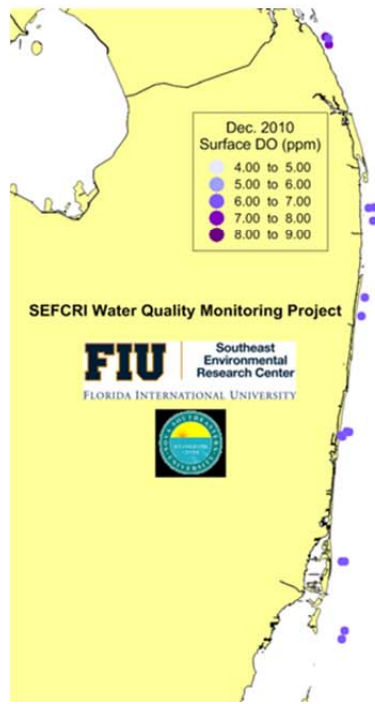 Dec. 2010
Surface DO (ppm)
4.00 to 5.00
5.00 to 6.00
6.00 to 7.00
7.00 to 8.00
8.00 to 9.00
SEFCRI Water Quality Monitoring Project
FIU
Southeast
Environmental
Research Center
FLORIDA INTERNATIONAL UNIVERSITY